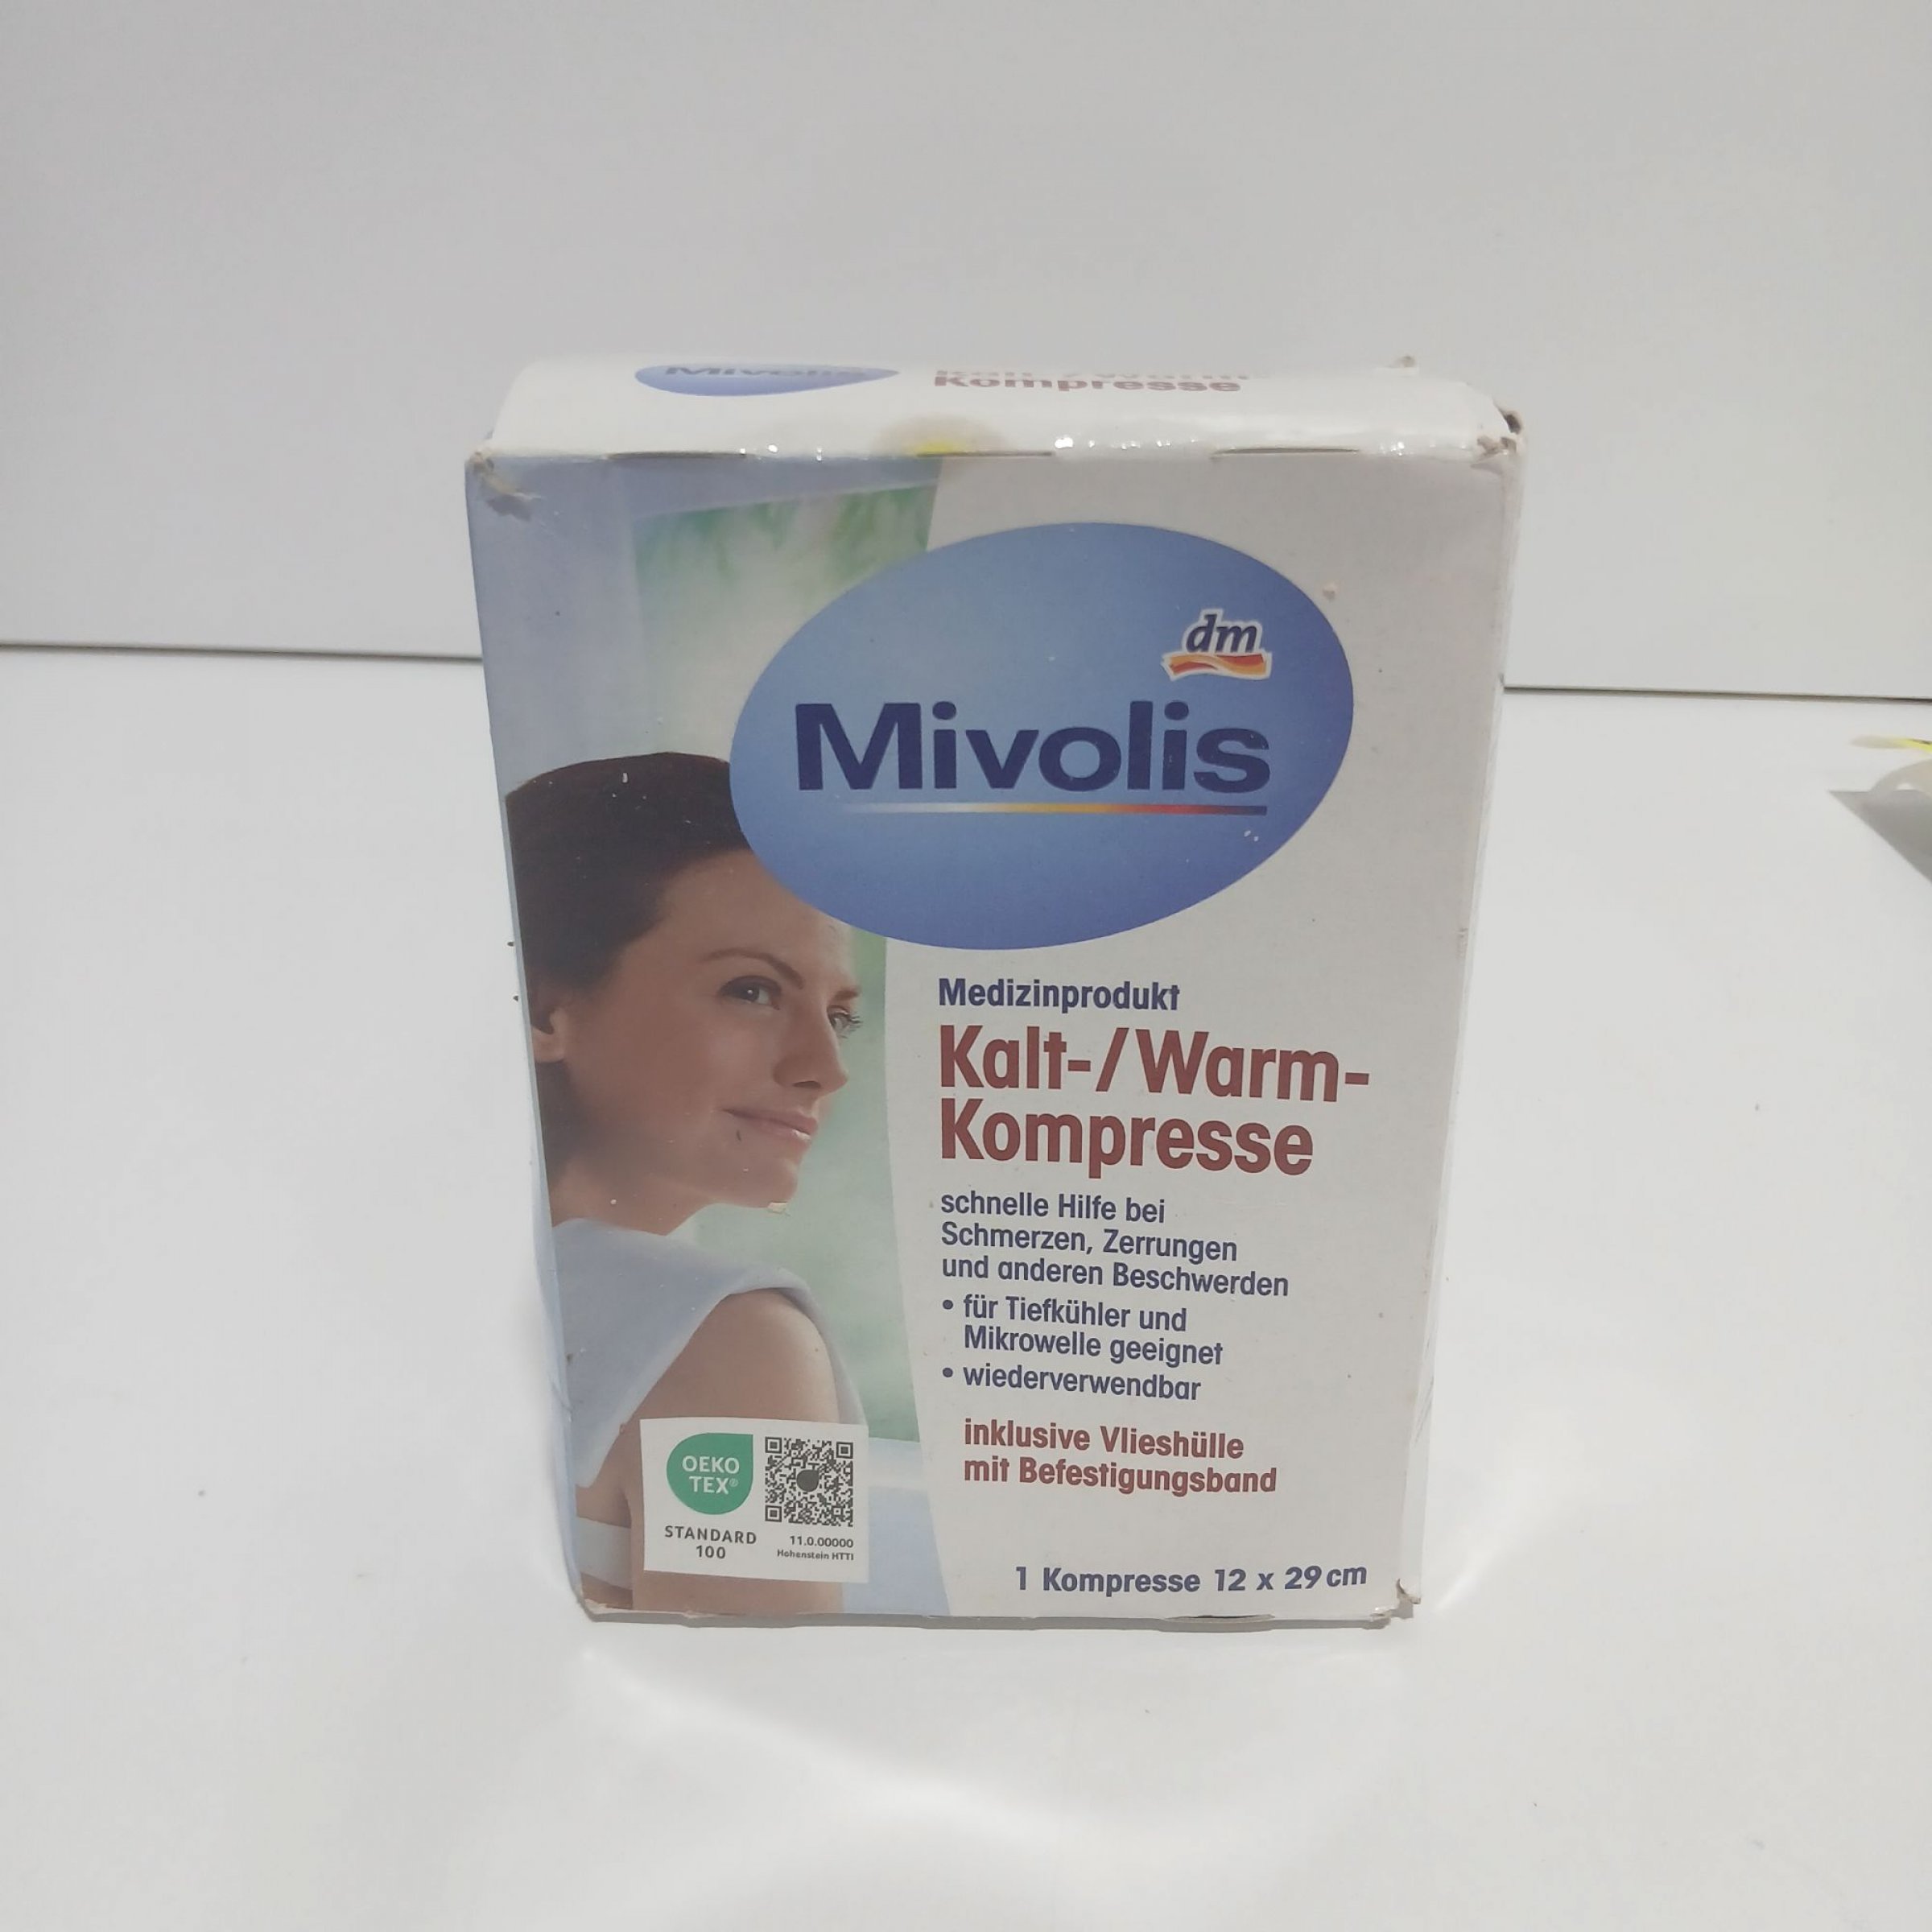 Mivolis
Kalt-/Warm-
Kompresse
dm
Mivolis
Medizinprodukt
Kalt-/Warm-
Kompresse
schnelle Hilfe bei
Schmerzen, Zerrungen
und anderen Beschwerden
• für Tiefkühler und
Mikrowelle geeignet
• wiederverwendbar
inklusive Vlieshülle
mit Befestigungsband
OEKO
TEX®
STANDARD
100
11.0.00000
Hohenstein HTTI
1 Kompresse 12 x 29 cm